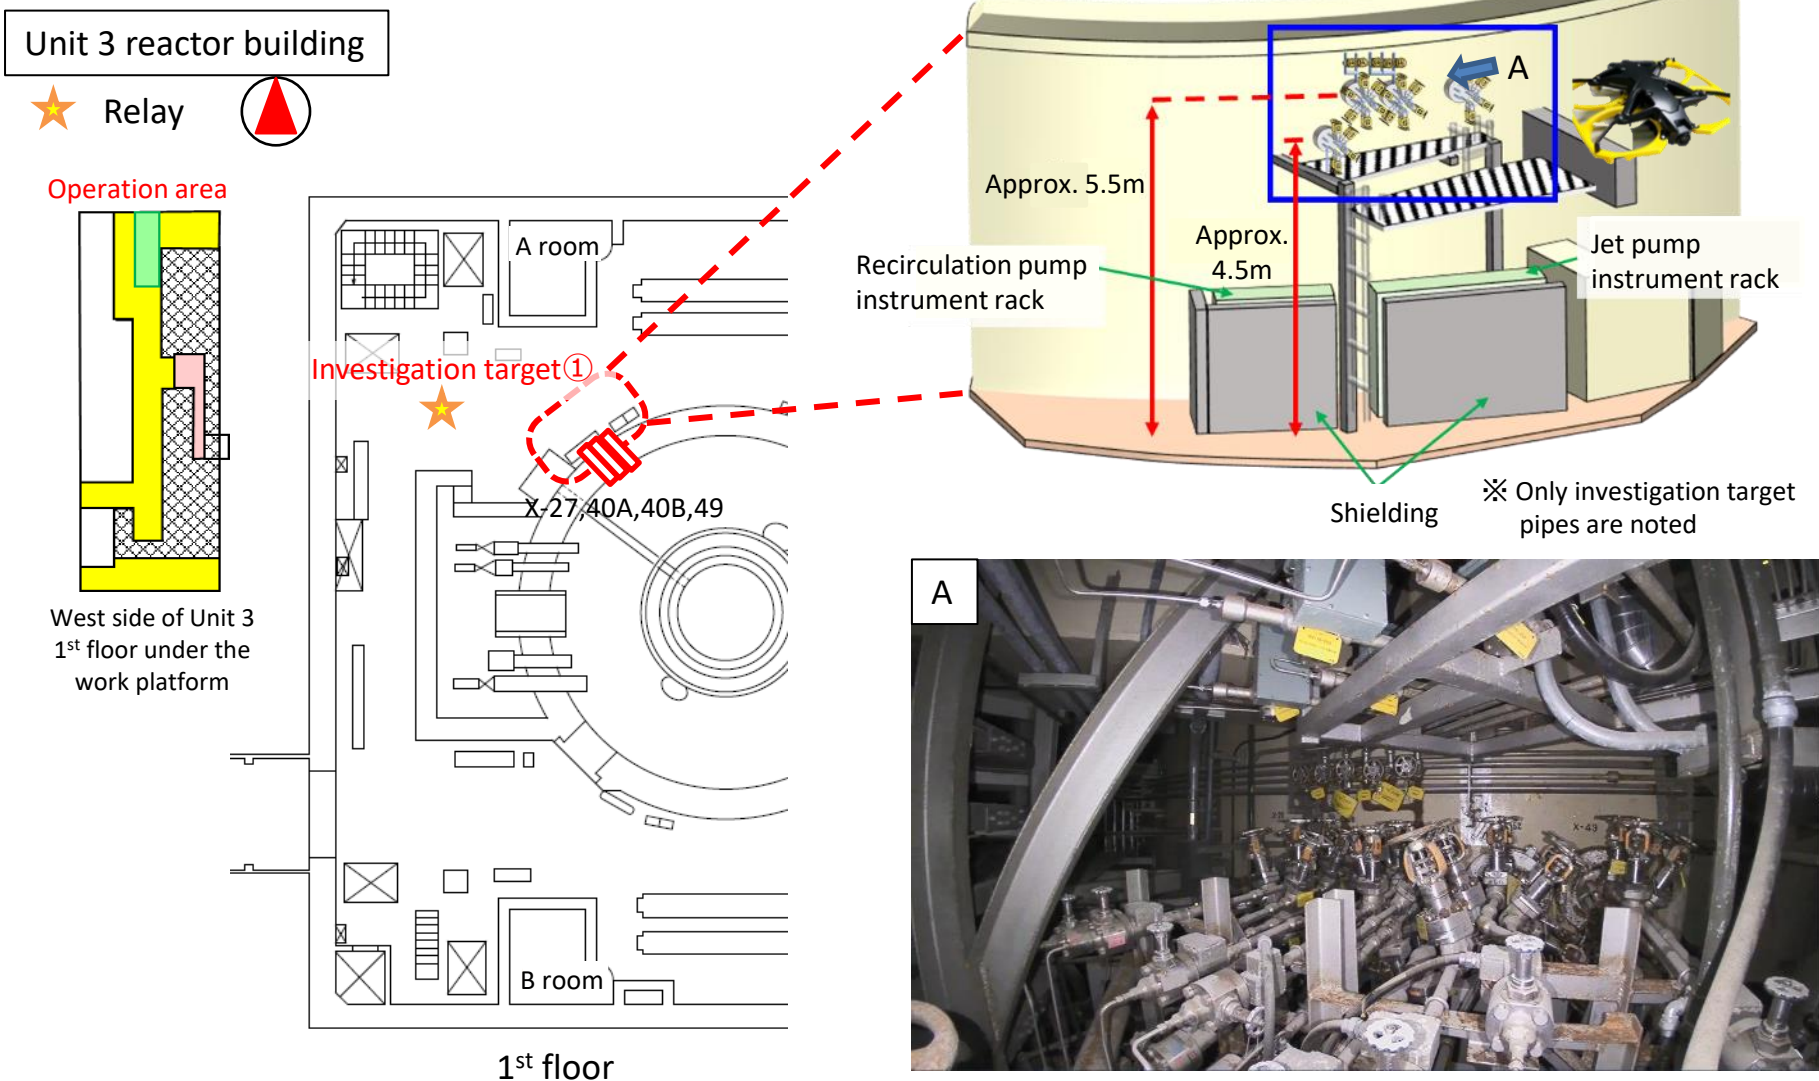 Unit 3 reactor building
Relay
Operation area
West side of Unit 3
1st floor under the
work platform
A room
Investigation target①
X-27,40A,40B,49
B room
1st floor
A
Approx. 5.5m
Approx.
4.5m
Recirculation pump
instrument rack
Jet pump
instrument rack
Shielding
※ Only investigation target
pipes are noted
A
X-49